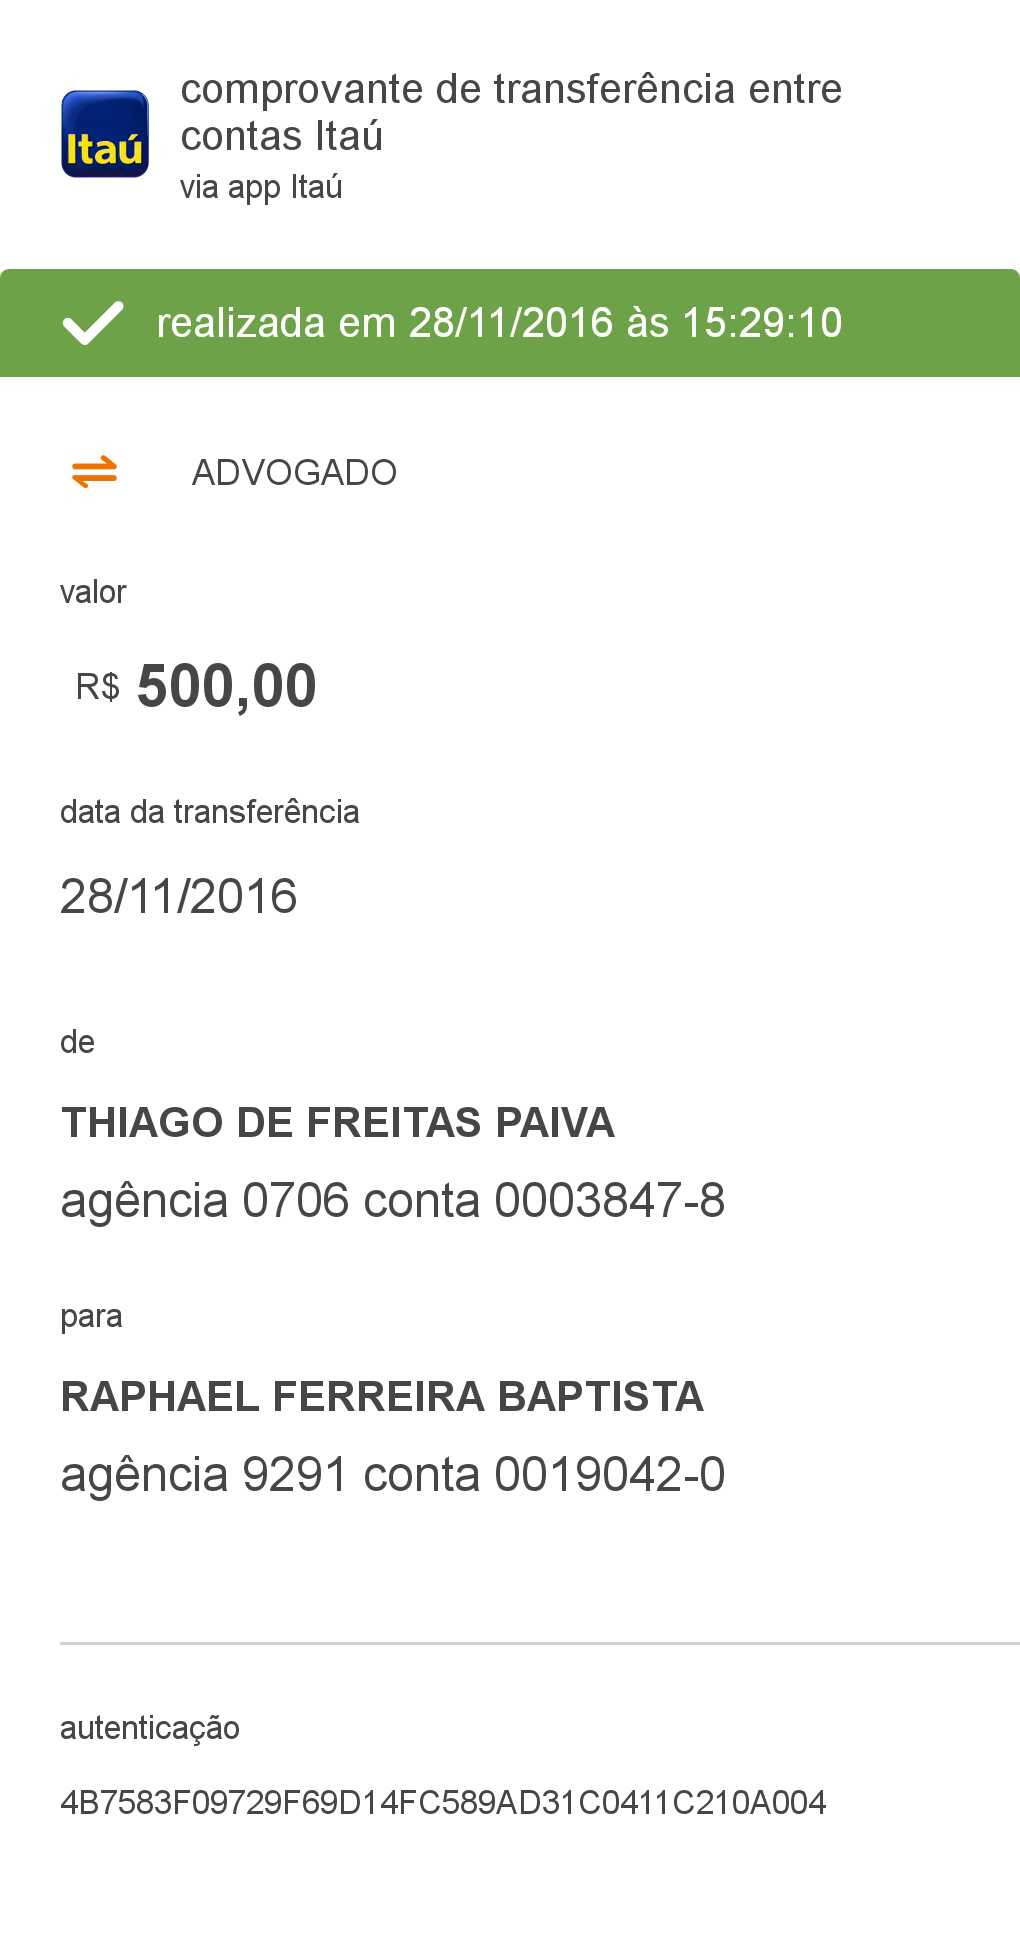 Itaú
comprovante de transferência entre
contas Itaú
via app Itaú
realizada em 28/11/2016 às 15:29:10
ADVOGADO
valor
R$ 500,00
data da transferência
28/11/2016
de
THIAGO DE FREITAS PAIVA
agência 0706 conta 0003847-8
para
RAPHAEL FERREIRA BAPTISTA
agência 9291 conta 0019042-0
autenticação
4B7583F09729F69D14FC589AD31C0411C210A004